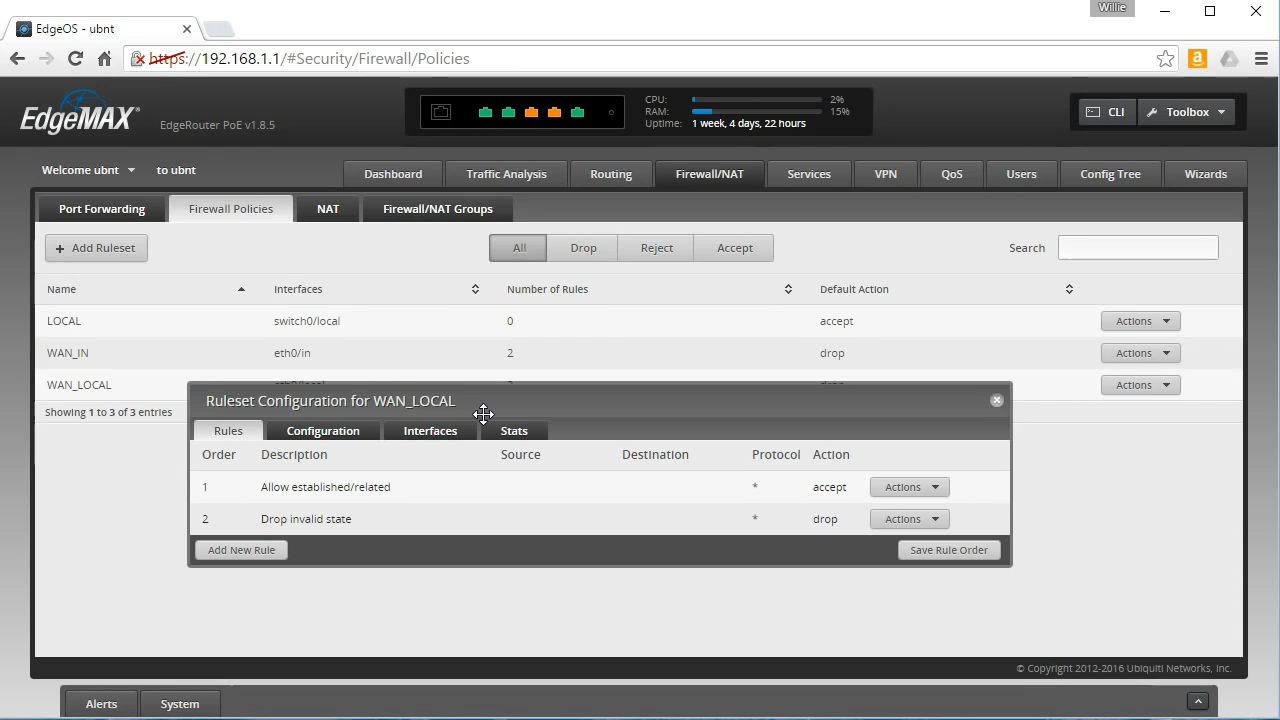 Willie
EdgeOS - ubnt
https://192.168.1.1/#Security/Firewall/Policies
EdgeMAX®
EdgeRouter PoE v1.8.5
CPU: 2%
RAM: 15%
Uptime: 1 week, 4 days, 22 hours
CLI
Toolbox
Welcome ubnt to ubnt
Dashboard Traffic Analysis Routing Firewall/NAT Services VPN QoS Users Config Tree Wizards
Port Forwarding Firewall Policies NAT Firewall/NAT Groups
+ Add Ruleset All Drop Reject Accept Search
Name Interfaces Number of Rules Default Action
LOCAL switch0/local 0 accept Actions
WAN_IN eth0/in 2 drop Actions
WAN_LOCAL Actions
Showing 1 to 3 of 3 entries
Ruleset Configuration for WAN_LOCAL
Rules Configuration Interfaces Stats
Order Description Source Destination Protocol Action
1 Allow established/related * accept Actions
2 Drop invalid state * drop Actions
Add New Rule Save Rule Order
© Copyright 2012-2016 Ubiquiti Networks, Inc.
Alerts System